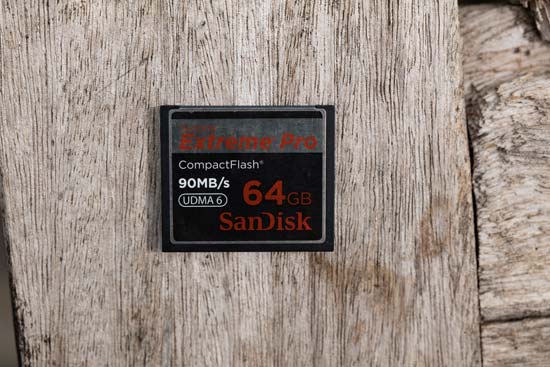 Extreme Pro
CompactFlash®
90MB/s
UDMA 6
64GB
SanDisk